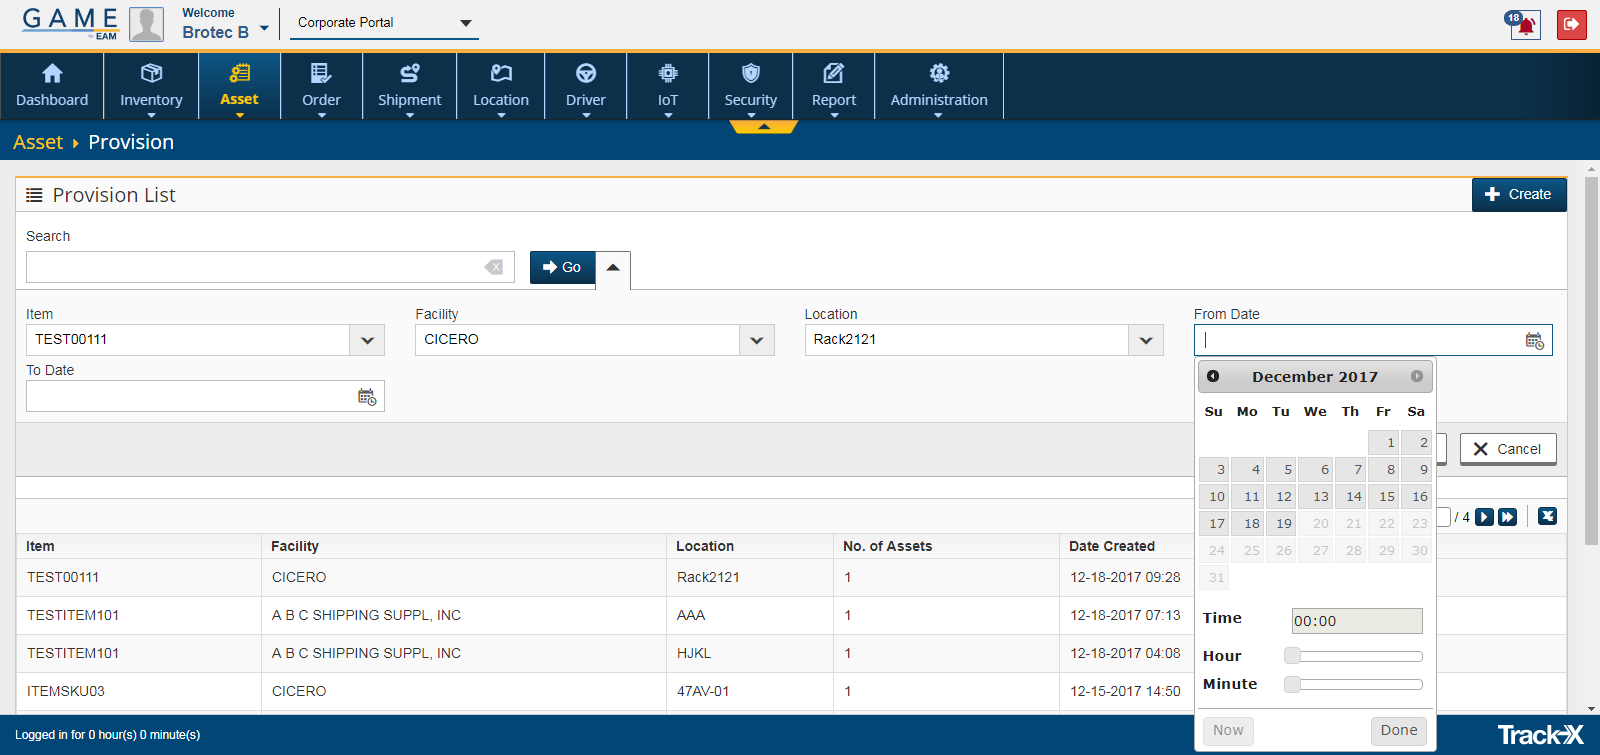 GAME
BY EAM
Welcome
Brotec B
Corporate Portal
18
Dashboard
Inventory
Asset
Order
Shipment
Location
Driver
IoT
Security
Report
Administration
Asset Provision
Provision List
Create
Search
Go
Item
Facility
Location
From Date
TEST00111
CICERO
Rack2121
To Date
December 2017
Su Mo Tu We Th Fr Sa
1 2
3 4 5 6 7 8 9
10 11 12 13 14 15 16
17 18 19 20 21 22 23
24 25 26 27 28 29 30
31
Time 00:00
Hour
Minute
Now Done
Cancel
/ 4
Item Facility Location No. of Assets Date Created
TEST00111 CICERO Rack2121 1 12-18-2017 09:28
TESTITEM101 A B C SHIPPING SUPPL, INC AAA 1 12-18-2017 07:13
TESTITEM101 A B C SHIPPING SUPPL, INC HJKL 1 12-18-2017 04:08
ITEMSKU03 CICERO 47AV-01 1 12-15-2017 14:50
Logged in for 0 hour(s) 0 minute(s)
Track-X